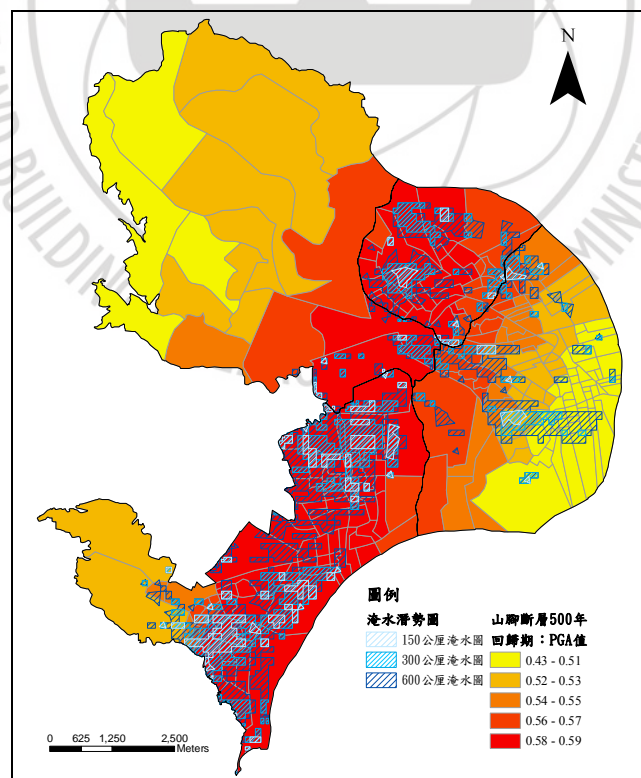 N
AND BUILDIN
MINIST
圖例
淹水潛勢圖
150公厘淹水圖
300公厘淹水圖
600公厘淹水圖
山腳斷層500年
回歸期：PGA值
0.43 - 0.51
0.52 - 0.53
0.54 - 0.55
0.56 - 0.57
0.58 - 0.59
0 625 1,250 2,500
Meters